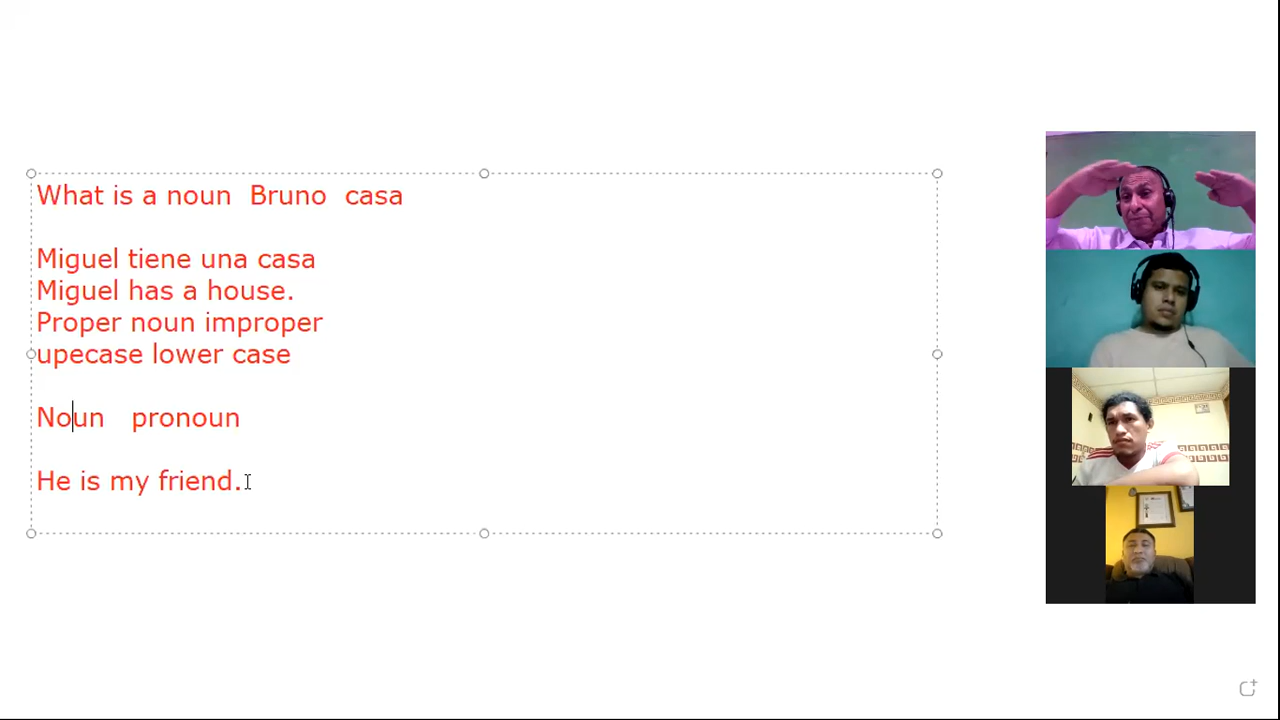 What is a noun Bruno casa
Miguel tiene una casa
Miguel has a house.
Proper noun improper
upecase lower case
Noun pronoun
He is my friend.